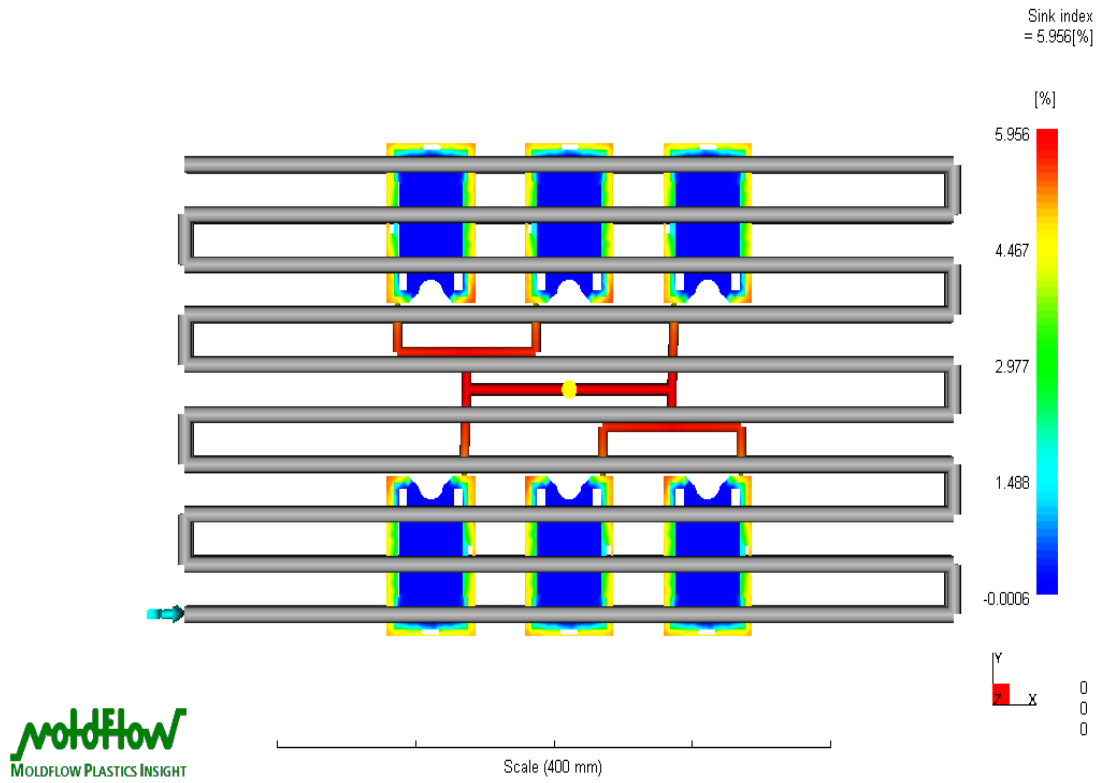 Sink index
= 5.956[%]
[%]
5.956
4.467
2.977
1.488
-0.0006
Y
Z
X
0
0
0
moldflow
MOLDFLOW PLASTICS INSIGHT
Scale (400 mm)